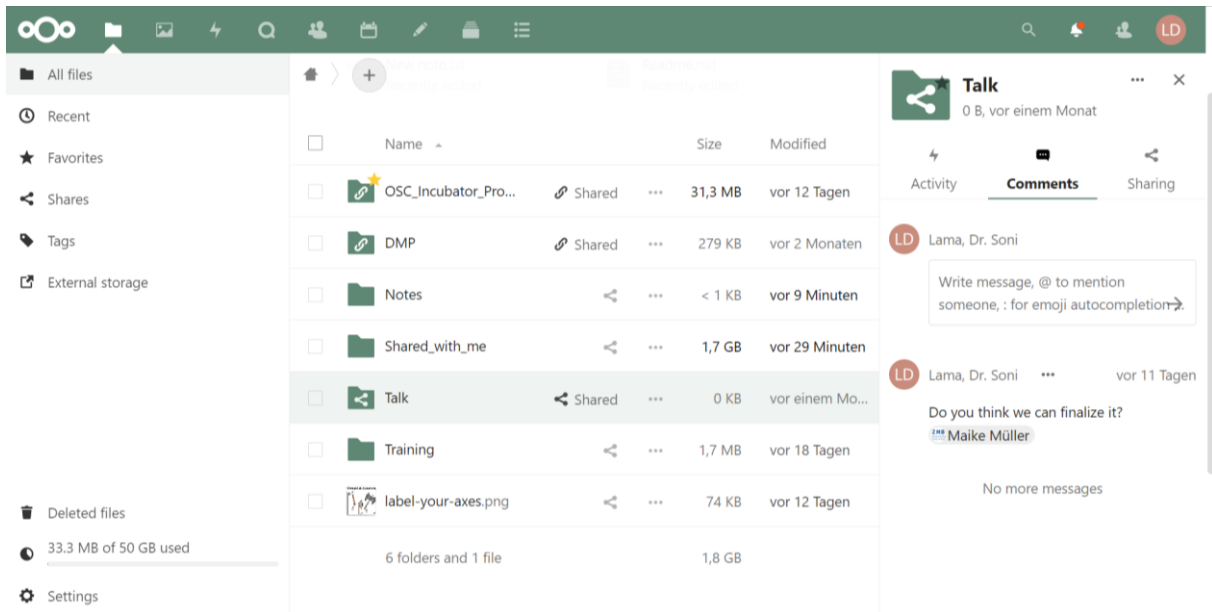 LD
All files
Recent
Favorites
Shares
Tags
External storage
Deleted files
33.3 MB of 50 GB used
Settings
+
Recently edited
Readme.md
Recently edited
Name Size Modified
OSC_Incubator_Pro... Shared ... 31,3 MB vor 12 Tagen
DMP Shared ... 279 KB vor 2 Monaten
Notes ... < 1 KB vor 9 Minuten
Shared_with_me ... 1,7 GB vor 29 Minuten
Talk Shared ... 0 KB vor einem Mo...
Training ... 1,7 MB vor 18 Tagen
label-your-axes.png ... 74 KB vor 12 Tagen
6 folders and 1 file 1,8 GB
Talk
0 B, vor einem Monat
Activity Comments Sharing
LD Lama, Dr. Soni
Write message, @ to mention
someone, : for emoji autocompletion
LD Lama, Dr. Soni ... vor 11 Tagen
Do you think we can finalize it?
Maike Müller
No more messages